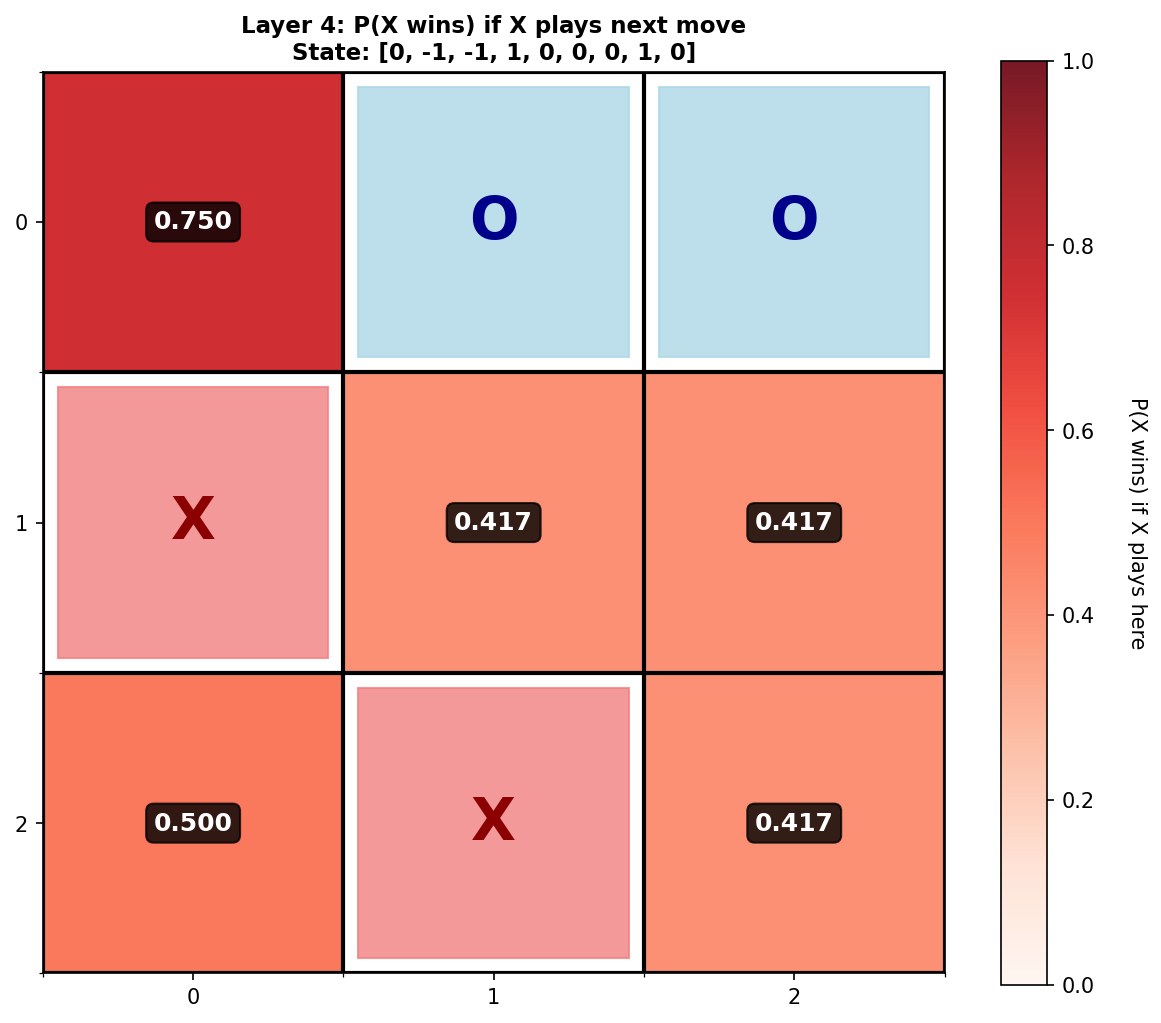 Layer 4: P(X wins) if X plays next move
State: [0, -1, -1, 1, 0, 0, 0, 1, 0]
0
0.750
O
O
1
X
0.417
0.417
2
0.500
X
0.417
0
1
2
1.0
0.8
0.6
0.4
0.2
0.0
P(X wins) if X plays here